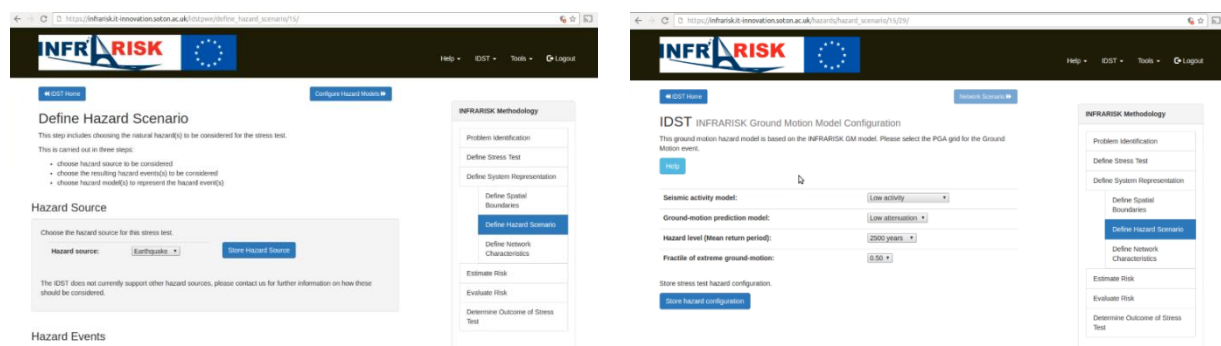 https://infrarisk.it-innovation.soton.ac.uk/idst/pwe/define_hazard_scenario/15/
INFRARISK
Help
IDST
Tools
Logout
IDST Home
Configure Hazard Models
Define Hazard Scenario
This step includes choosing the natural hazard(s) to be considered for the stress test.
This is carried out in three steps:
• choose hazard source to be considered
• choose the resulting hazard events(s) to be considered
• choose hazard model(s) to represent the hazard event(s)
Hazard Source
Choose the hazard source for this stress test.
Hazard source: Earthquake Store Hazard Source
The IDST does not currently support other hazard sources, please contact us for further information on how these
should be considered.
Hazard Events
INFRARISK Methodology
Problem Identification
Define Stress Test
Define System Representation
Define Spatial
Boundaries
Define Hazard Scenario
Define Network
Characteristics
Estimate Risk
Evaluate Risk
Determine Outcome of Stress
Test
https://infrarisk.it-innovation.soton.ac.uk/hazards/hazard_scenario/15/29/
INFRARISK
Help
IDST
Tools
Logout
IDST Home
Network Scenario
IDST INFRARISK Ground Motion Model Configuration
This ground motion hazard model is based on the INFRARISK GM model. Please select the PGA grid for the Ground
Motion event.
Help
Seismic activity model: Low activity
Ground-motion prediction model: Low attenuation
Hazard level (Mean return period): 2500 years
Fractile of extreme ground-motion: 0.50
Store stress test hazard configuration.
Store hazard configuration
INFRARISK Methodology
Problem Identification
Define Stress Test
Define System Representation
Define Spatial
Boundaries
Define Hazard Scenario
Define Network
Characteristics
Estimate Risk
Evaluate Risk
Determine Outcome of Stress
Test